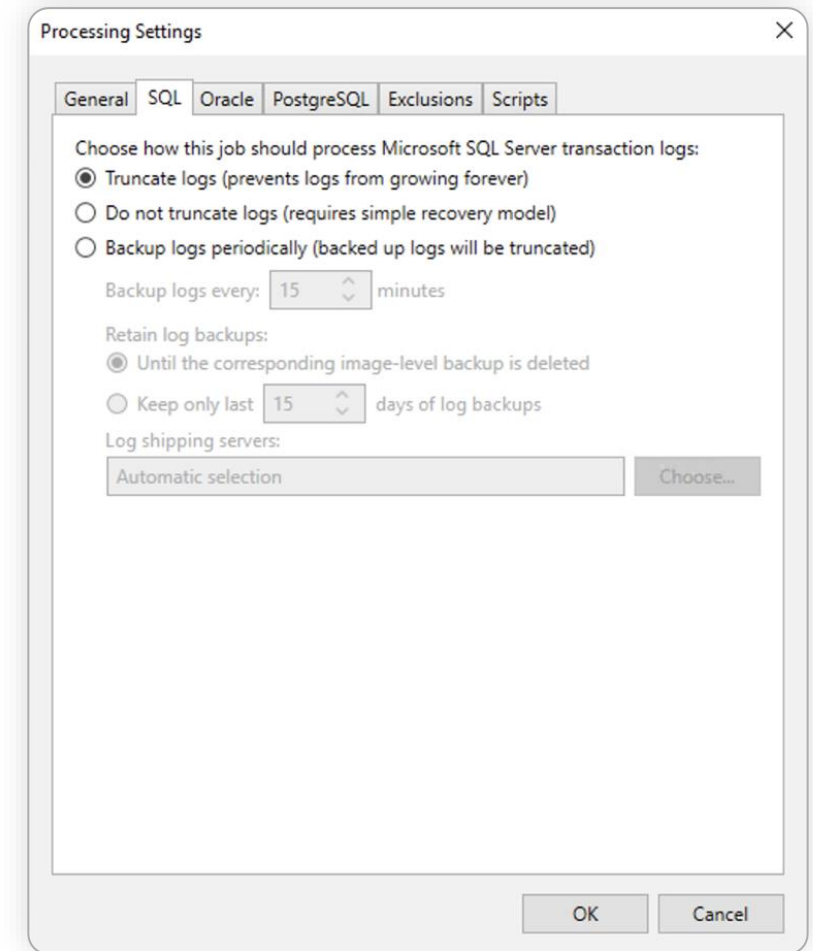 Processing Settings
General SQL Oracle PostgreSQL Exclusions Scripts
Choose how this job should process Microsoft SQL Server transaction logs:
Truncate logs (prevents logs from growing forever)
Do not truncate logs (requires simple recovery model)
Backup logs periodically (backed up logs will be truncated)
Backup logs every: 15 minutes
Retain log backups:
Until the corresponding image-level backup is deleted
Keep only last 15 days of log backups
Log shipping servers:
Automatic selection Choose...
OK Cancel